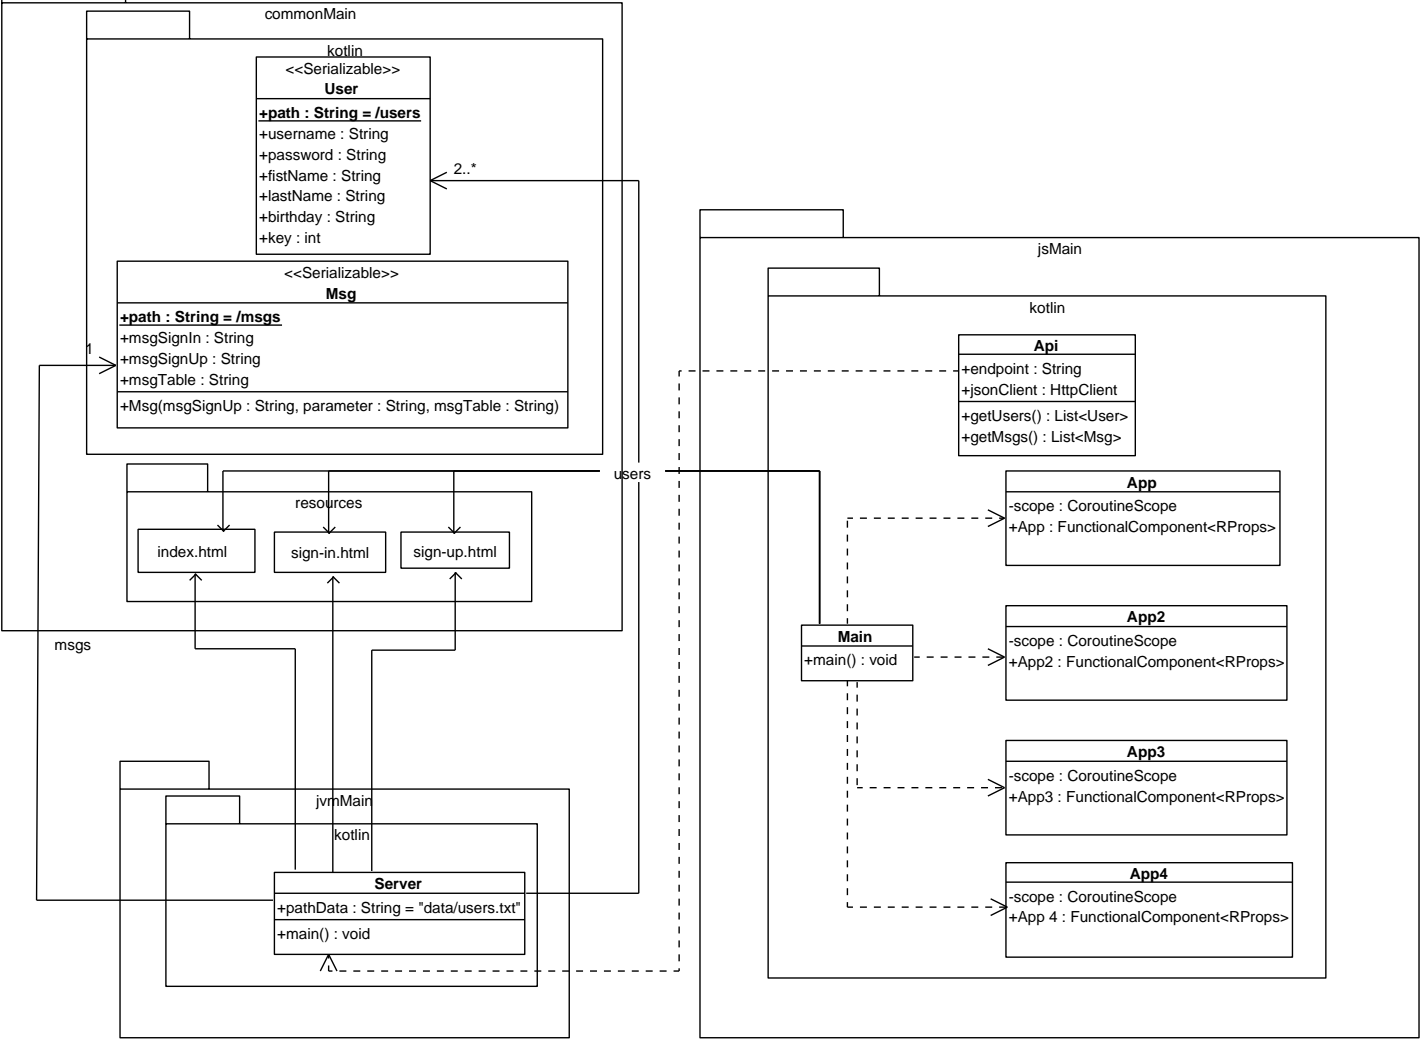 commonMain
kotlin
<<Serializable>>
User
+path : String = /users
+username : String
+password : String
+fistName : String
+lastName : String
+birthday : String
+key : int
2..*
<<Serializable>>
Msg
+path : String = /msgs
+msgSignIn : String
+msgSignUp : String
+msgTable : String
+Msg(msgSignUp : String, parameter : String, msgTable : String)
1
users
resources
index.html
sign-in.html
sign-up.html
msgs
jvmMain
kotlin
Server
+pathData : String = "data/users.txt"
+main() : void
jsMain
kotlin
Api
+endpoint : String
+jsonClient : HttpClient
+getUsers() : List<User>
+getMsgs() : List<Msg>
App
-scope : CoroutineScope
+App : FunctionalComponent<RProps>
App2
-scope : CoroutineScope
+App2 : FunctionalComponent<RProps>
Main
+main() : void
App3
-scope : CoroutineScope
+App3 : FunctionalComponent<RProps>
App4
-scope : CoroutineScope
+App 4 : FunctionalComponent<RProps>